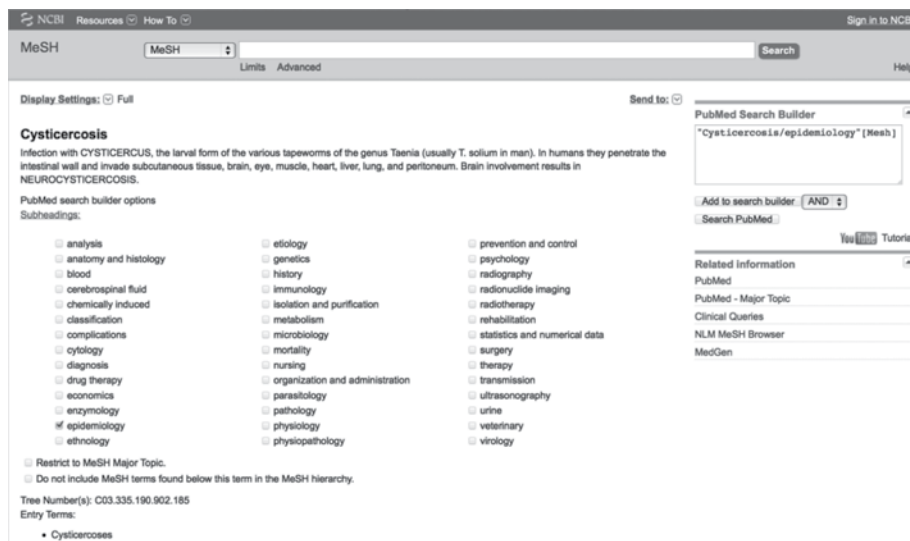 NCBI Resources How To Sign in to NCB
MeSH MeSH Search
Limits Advanced Help
Display Settings: Full Send to:
Cysticercosis
Infection with CYSTICERCUS, the larval form of the various tapeworms of the genus Taenia (usually T. solium in man). In humans they penetrate the
intestinal wall and invade subcutaneous tissue, brain, eye, muscle, heart, liver, lung, and peritoneum. Brain involvement results in
NEUROCYSTICERCOSIS.
PubMed search builder options
Subheadings:
analysis
anatomy and histology
blood
cerebrospinal fluid
chemically induced
classification
complications
cytology
diagnosis
drug therapy
economics
enzymology
epidemiology
ethnology
etiology
genetics
history
immunology
isolation and purification
metabolism
microbiology
mortality
nursing
organization and administration
parasitology
pathology
physiology
physiopathology
prevention and control
psychology
radiography
radionuclide imaging
radiotherapy
rehabilitation
statistics and numerical data
surgery
therapy
transmission
ultrasonography
urine
veterinary
virology
Restrict to MeSH Major Topic.
Do not include MeSH terms found below this term in the MeSH hierarchy.
Tree Number(s): C03.335.190.902.185
Entry Terms:
• Cysticercoses
PubMed Search Builder
"Cysticercosis/epidemiology"[Mesh]
Add to search builder AND
Search PubMed
YouTube Tutoria
Related information
PubMed
PubMed - Major Topic
Clinical Queries
NLM MeSH Browser
MedGen